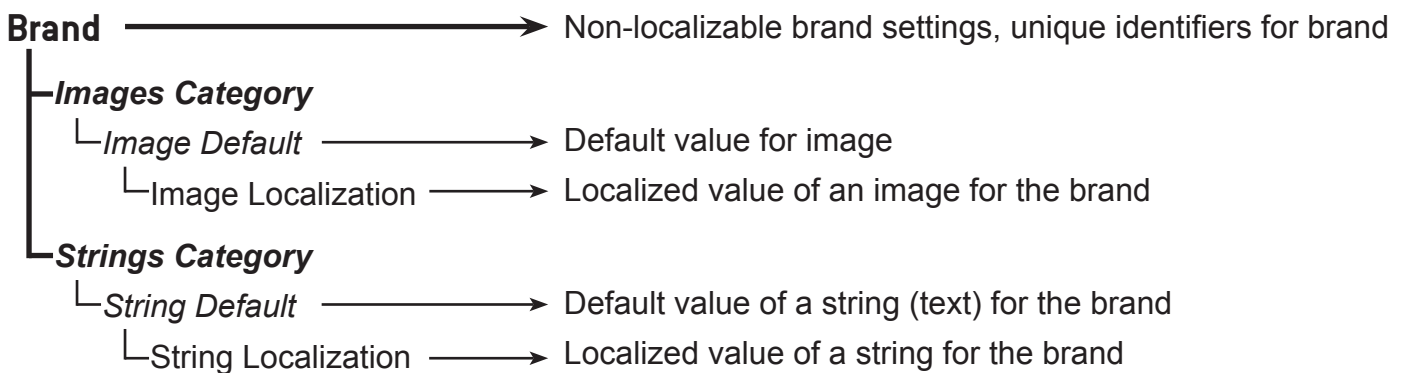 Brand Non-localizable brand settings, unique identifiers for brand
Images Category
Image Default Default value for image
Image Localization Localized value of an image for the brand
Strings Category
String Default Default value of a string (text) for the brand
String Localization Localized value of a string for the brand